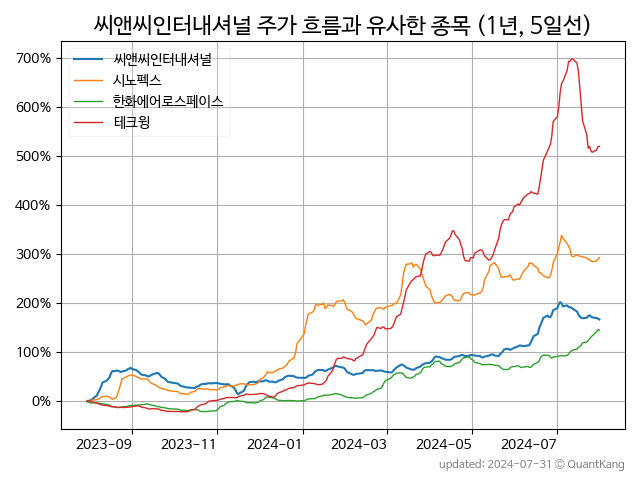 씨앤씨인터내셔널 주가 흐름과 유사한 종목 (1년, 5일선)
700%
600%
500%
400%
300%
200%
100%
0%
씨앤씨인터내셔널
시노펙스
한화에어로스페이스
테크윙
2023-09 2023-11 2024-01 2024-03 2024-05 2024-07
updated: 2024-07-31 © QuantKang